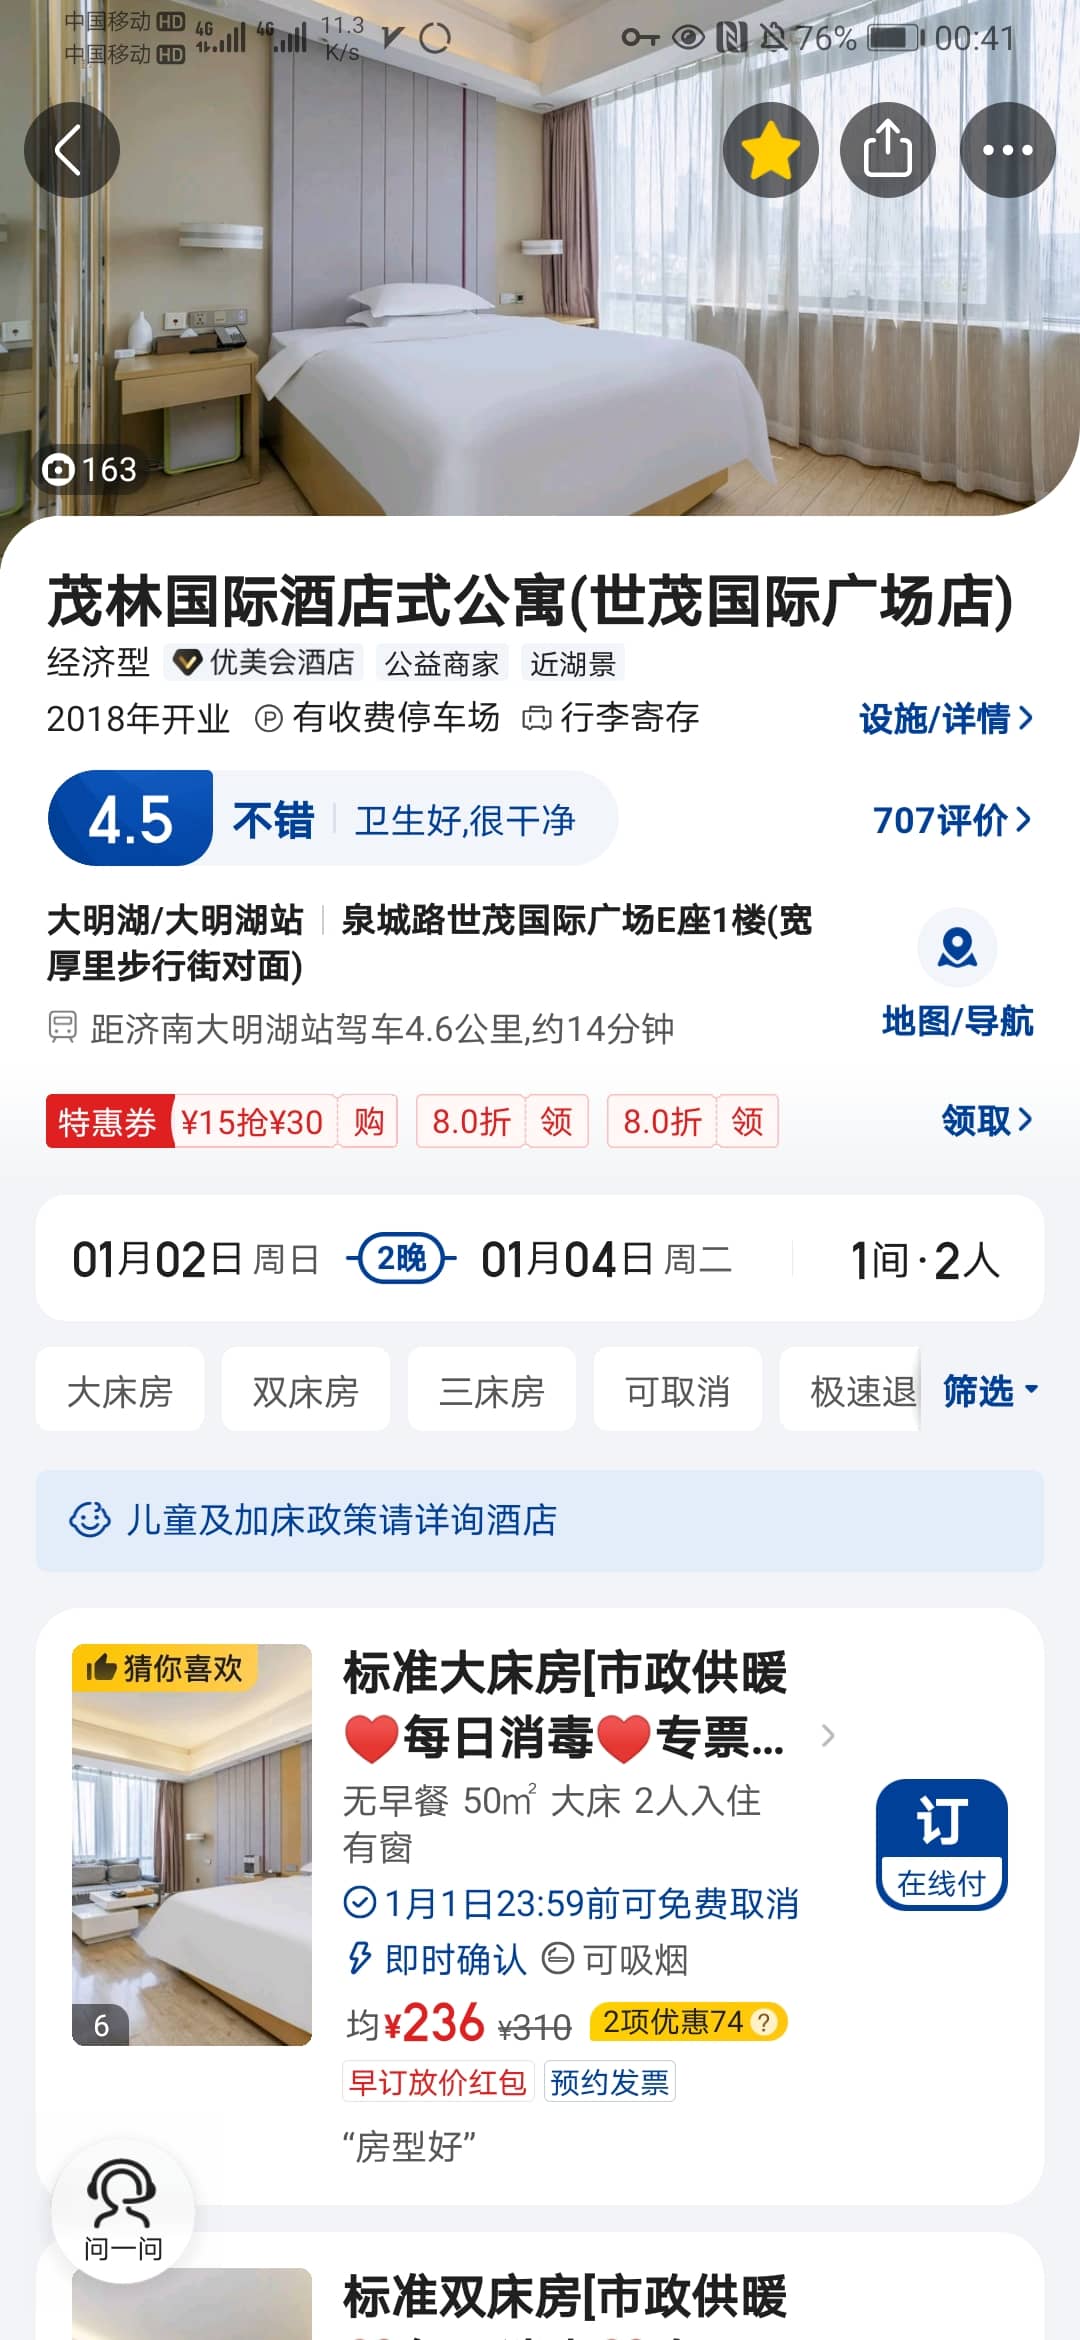 中国移动 HD 4G 4G 11.3 76% 00:41
中国移动 HD K/s
163
茂林国际酒店式公寓(世茂国际广场店)
经济型 优美会酒店 公益商家 近湖景
2018年开业 有收费停车场 行李寄存 设施/详情
4.5 不错 卫生好,很干净 707评价
大明湖/大明湖站 泉城路世茂国际广场E座1楼(宽
厚里步行街对面)
距济南大明湖站驾车4.6公里,约14分钟
地图/导航
特惠券 ¥15抢¥30 购 8.0折 领 8.0折 领 领取
01月02日 周日 2晚 01月04日 周二 1间·2人
大床房 双床房 三床房 可取消 极速退 筛选
儿童及加床政策请详询酒店
猜你喜欢
标准大床房[市政供暖
❤️每日消毒❤️专票...
无早餐 50㎡ 大床 2人入住
有窗
订
在线付
1月1日23:59前可免费取消
即时确认 可吸烟
均¥236 ¥310 2项优惠74 ?
6
早订放价红包 预约发票
“房型好”
问一问
标准双床房[市政供暖